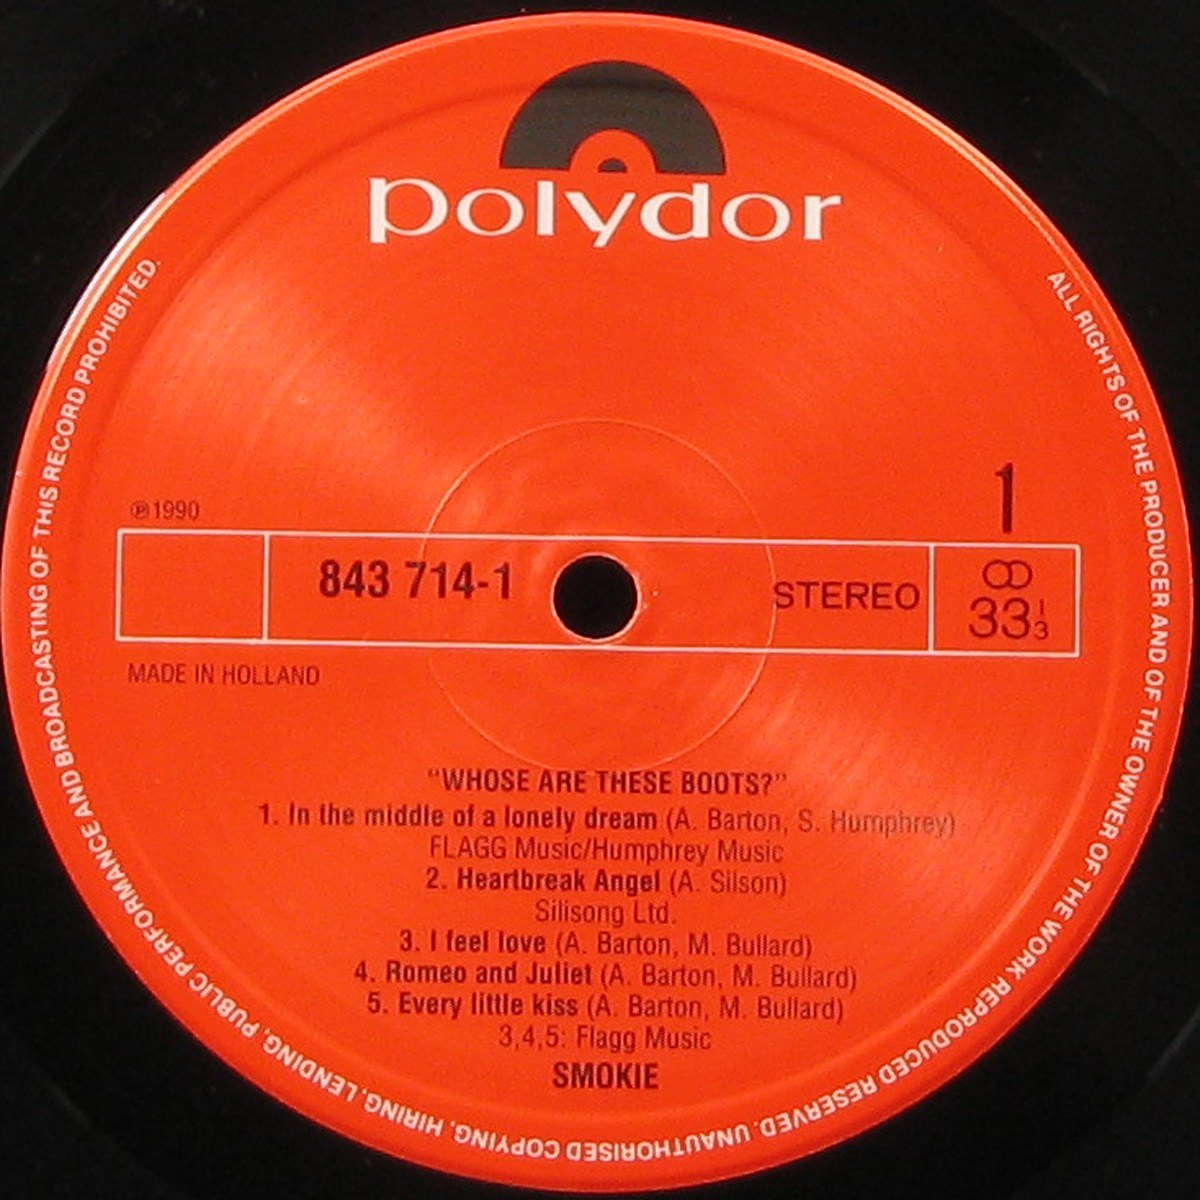 polydor
ALL RIGHTS OF THE PRODUCER AND OF THE OWNER OF THE WORK REPRODUCED RESERVED. UNAUTHORISED COPYING, HIRING, LENDING, PUBLIC PERFORMANCE AND BROADCASTING OF THIS RECORD PROHIBITED.
1
℗ 1990
843 714-1
STEREO
33 1/3
MADE IN HOLLAND
"WHOSE ARE THESE BOOTS?"
1. In the middle of a lonely dream (A. Barton, S. Humphrey)
FLAGG Music/Humphrey Music
2. Heartbreak Angel (A. Silson)
Silisong Ltd.
3. I feel love (A. Barton, M. Bullard)
4. Romeo and Juliet (A. Barton, M. Bullard)
5. Every little kiss (A. Barton, M. Bullard)
3,4,5: Flagg Music
SMOKIE